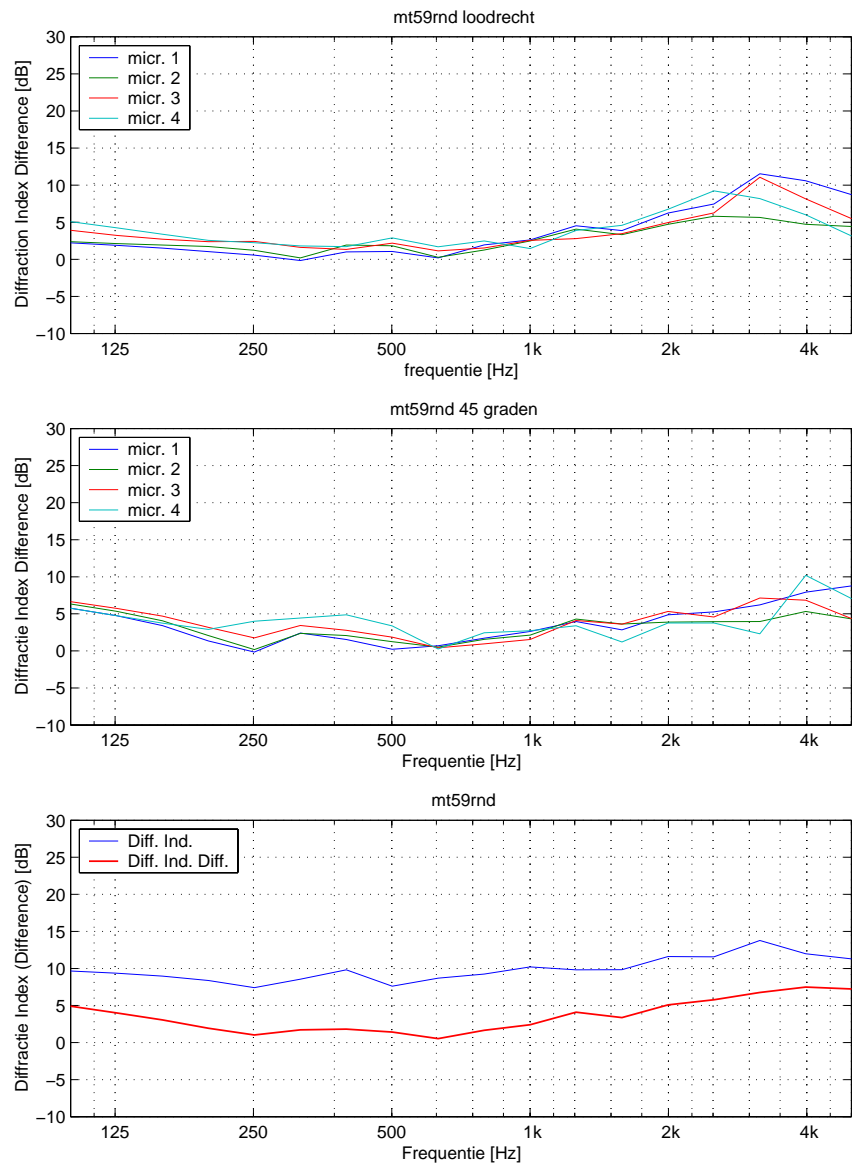 mt59rnd loodrecht
Diffraction Index Difference [dB]
30
25
20
15
10
5
0
−5
−10
micr. 1
micr. 2
micr. 3
micr. 4
125
250
500
1k
2k
4k
frequentie [Hz]
mt59rnd 45 graden
Diffractie Index Difference [dB]
30
25
20
15
10
5
0
−5
−10
micr. 1
micr. 2
micr. 3
micr. 4
125
250
500
1k
2k
4k
Frequentie [Hz]
mt59rnd
Diffractie Index (Difference) [dB]
30
25
20
15
10
5
0
−5
−10
Diff. Ind.
Diff. Ind. Diff.
125
250
500
1k
2k
4k
Frequentie [Hz]